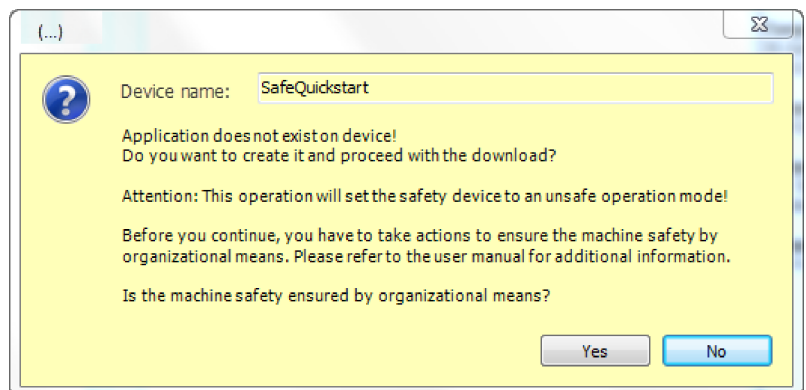 (...)
Device name: SafeQuickstart
Application does not exist on device!
Do you want to create it and proceed with the download?
Attention: This operation will set the safety device to an unsafe operation mode!
Before you continue, you have to take actions to ensure the machine safety by
organizational means. Please refer to the user manual for additional information.
Is the machine safety ensured by organizational means?
Yes No